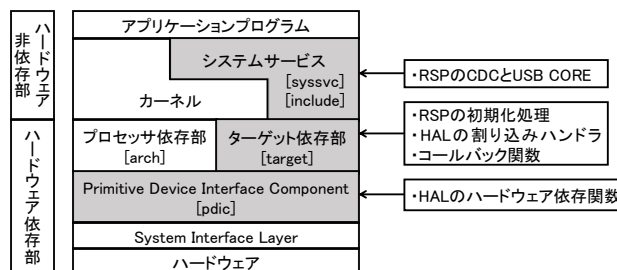 ハードウェア
非依存部
ハードウェア依存部
アプリケーションプログラム
システムサービス
[syssvc]
[include]
カーネル
プロセッサ依存部
[arch]
ターゲット依存部
[target]
Primitive Device Interface Component
[pdic]
System Interface Layer
ハードウェア
・RSPのCDCとUSB CORE
・RSPの初期化処理
・HALの割り込みハンドラ
・コールバック関数
・HALのハードウェア依存関数